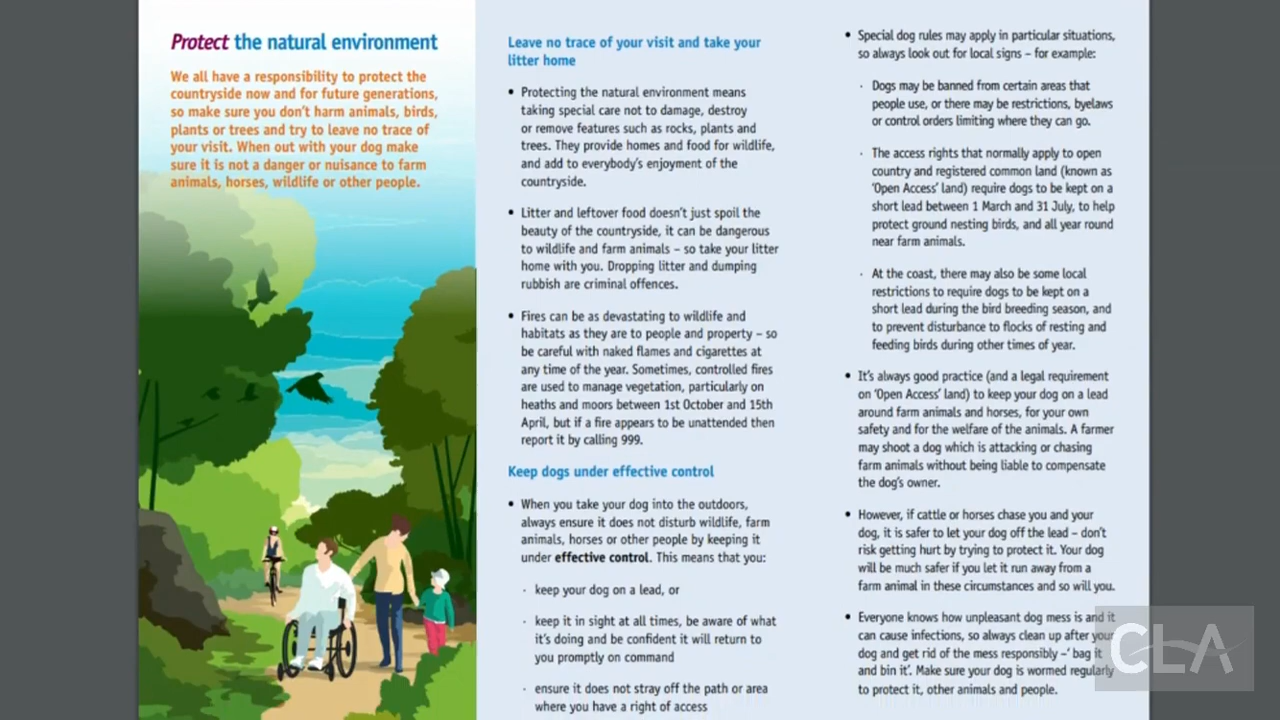 Protect the natural environment
We all have a responsibility to protect the
countryside now and for future generations,
so make sure you don't harm animals, birds,
plants or trees and try to leave no trace of
your visit. When out with your dog make
sure it is not a danger or nuisance to farm
animals, horses, wildlife or other people.
Leave no trace of your visit and take your
litter home
• Protecting the natural environment means
taking special care not to damage, destroy
or remove features such as rocks, plants and
trees. They provide homes and food for wildlife,
and add to everybody's enjoyment of the
countryside.
• Litter and leftover food doesn't just spoil the
beauty of the countryside, it can be dangerous
to wildlife and farm animals – so take your litter
home with you. Dropping litter and dumping
rubbish are criminal offences.
• Fires can be as devastating to wildlife and
habitats as they are to people and property – so
be careful with naked flames and cigarettes at
any time of the year. Sometimes, controlled fires
are used to manage vegetation, particularly on
heaths and moors between 1st October and 15th
April, but if a fire appears to be unattended then
report it by calling 999.
Keep dogs under effective control
• When you take your dog into the outdoors,
always ensure it does not disturb wildlife, farm
animals, horses or other people by keeping it
under effective control. This means that you:
· keep your dog on a lead, or
· keep it in sight at all times, be aware of what
it's doing and be confident it will return to
you promptly on command
· ensure it does not stray off the path or area
where you have a right of access
• Special dog rules may apply in particular situations,
so always look out for local signs – for example:
· Dogs may be banned from certain areas that
people use, or there may be restrictions, byelaws
or control orders limiting where they can go.
· The access rights that normally apply to open
country and registered common land (known as
'Open Access' land) require dogs to be kept on a
short lead between 1 March and 31 July, to help
protect ground nesting birds, and all year round
near farm animals.
· At the coast, there may also be some local
restrictions to require dogs to be kept on a
short lead during the bird breeding season, and
to prevent disturbance to flocks of resting and
feeding birds during other times of year.
• It's always good practice (and a legal requirement
on 'Open Access' land) to keep your dog on a lead
around farm animals and horses, for your own
safety and for the welfare of the animals. A farmer
may shoot a dog which is attacking or chasing
farm animals without being liable to compensate
the dog's owner.
• However, if cattle or horses chase you and your
dog, it is safer to let your dog off the lead – don't
risk getting hurt by trying to protect it. Your dog
will be much safer if you let it run away from a
farm animal in these circumstances and so will you.
• Everyone knows how unpleasant dog mess is and it
can cause infections, so always clean up after your
dog and get rid of the mess responsibly –' bag it
and bin it'. Make sure your dog is wormed regularly
to protect it, other animals and people.
CLA